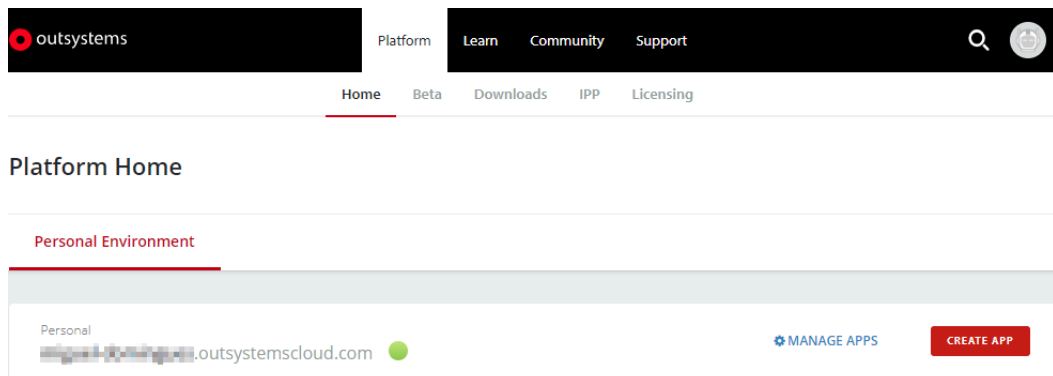 outsystems Platform Learn Community Support
Home Beta Downloads IPP Licensing
Platform Home
Personal Environment
Personal
.outsystemscloud.com MANAGE APPS CREATE APP